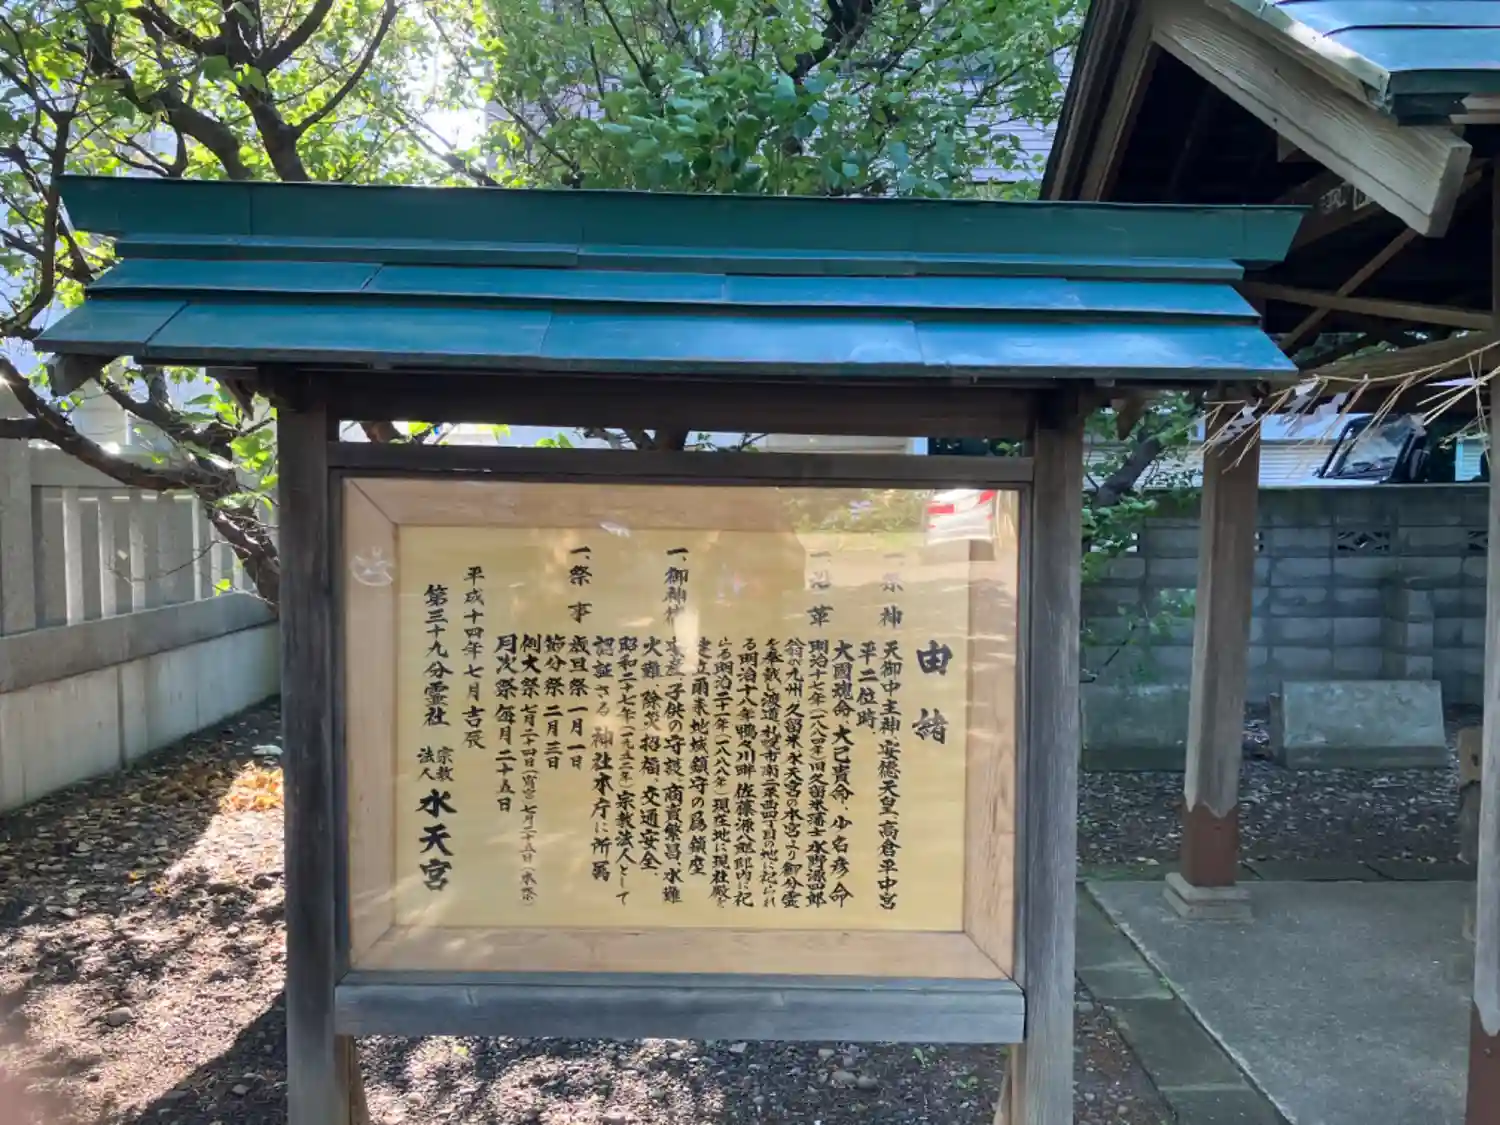 由緒
一、祭神 天御中主神 安徳天皇 高倉平中宮
平二位時、
大國魂命、大己貴命、少名彦命
一、沿革 明治十七年(一八八四年)旧久留米藩士水野源四郎
翁の九州久留米水天宮の本宮より御分霊
を奉戴し渡道札幌市南二条西四丁目の地に祀られ
る明治十八年鴨々川畔佐藤源八郎邸内に祀
らる明治二十一年(一八八八年)現在地に現社殿を
建立爾来地域鎮守の為鎮座
一、御神徳 安産、子供の守護、商賣繁昌、水難
火難、除災招福、交通安全、
昭和二十七年(一九五二年)宗教法人として
認証さる 神社本庁に所属
一、祭事 歳旦祭 一月一日
節分祭 二月三日
例大祭 七月二十四日(宵宮)七月二十五日(本祭)
月次祭 毎月二十五日
平成十四年七月吉辰
第三十九分霊社 宗教法人 水天宮